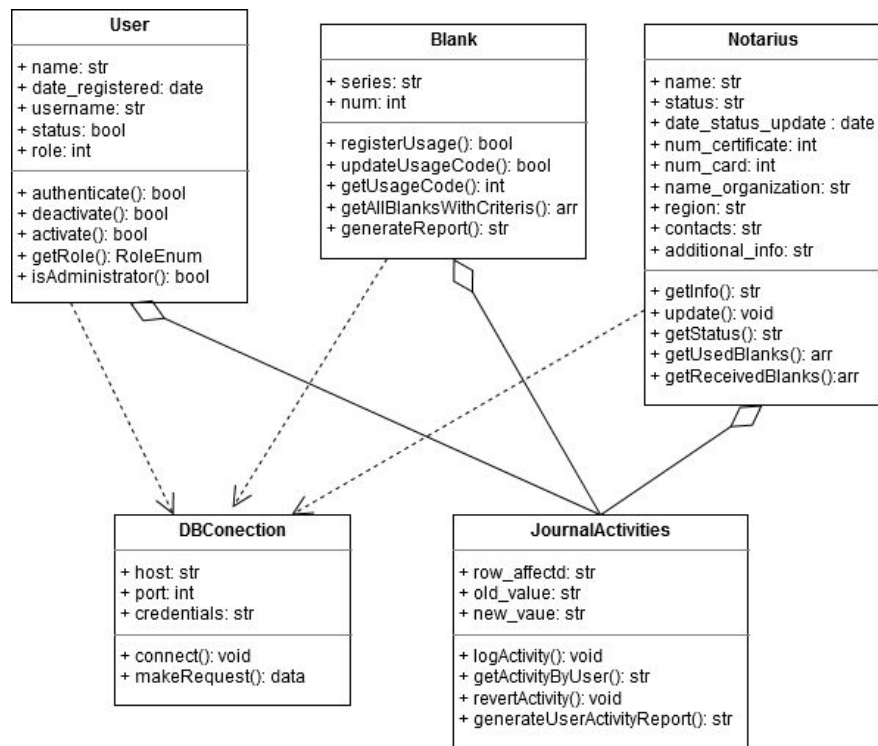 User
+ name: str
+ date_registered: date
+ username: str
+ status: bool
+ role: int
+ authenticate(): bool
+ deactivate(): bool
+ activate(): bool
+ getRole(): RoleEnum
+ isAdministrator(): bool
Blank
+ series: str
+ num: int
+ registerUsage(): bool
+ updateUsageCode(): bool
+ getUsageCode(): int
+ getAllBlanksWithCriteris(): arr
+ generateReport(): str
Notarius
+ name: str
+ status: str
+ date_status_update : date
+ num_certificate: int
+ num_card: int
+ name_organization: str
+ region: str
+ contacts: str
+ additional_info: str
+ getInfo(): str
+ update(): void
+ getStatus(): str
+ getUsedBlanks(): arr
+ getReceivedBlanks():arr
DBConection
+ host: str
+ port: int
+ credentials: str
+ connect(): void
+ makeRequest(): data
JournalActivities
+ row_affectd: str
+ old_value: str
+ new_vaue: str
+ logActivity(): void
+ getActivityByUser(): str
+ revertActivity(): void
+ generateUserActivityReport(): str